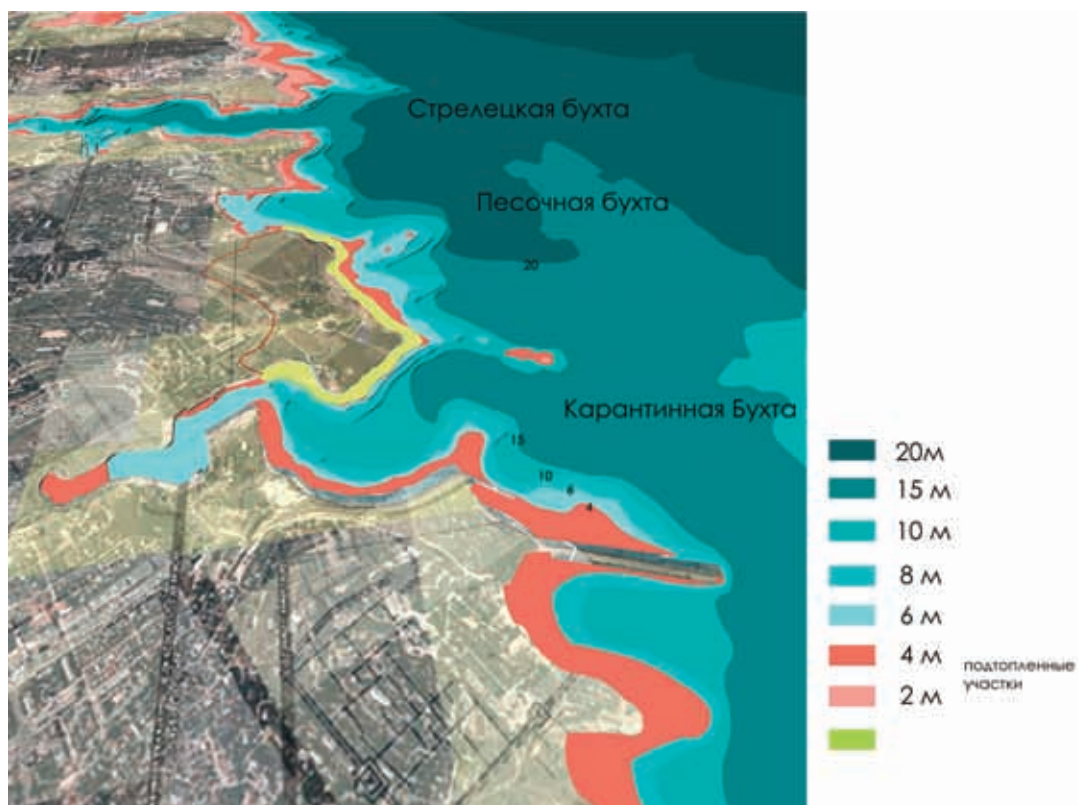 Стрелецкая бухта
Песочная бухта
20
Карантинная Бухта
15
10
6
4
20м
15 м
10 м
8 м
6 м
4 м
подтопленные
участки
2 м